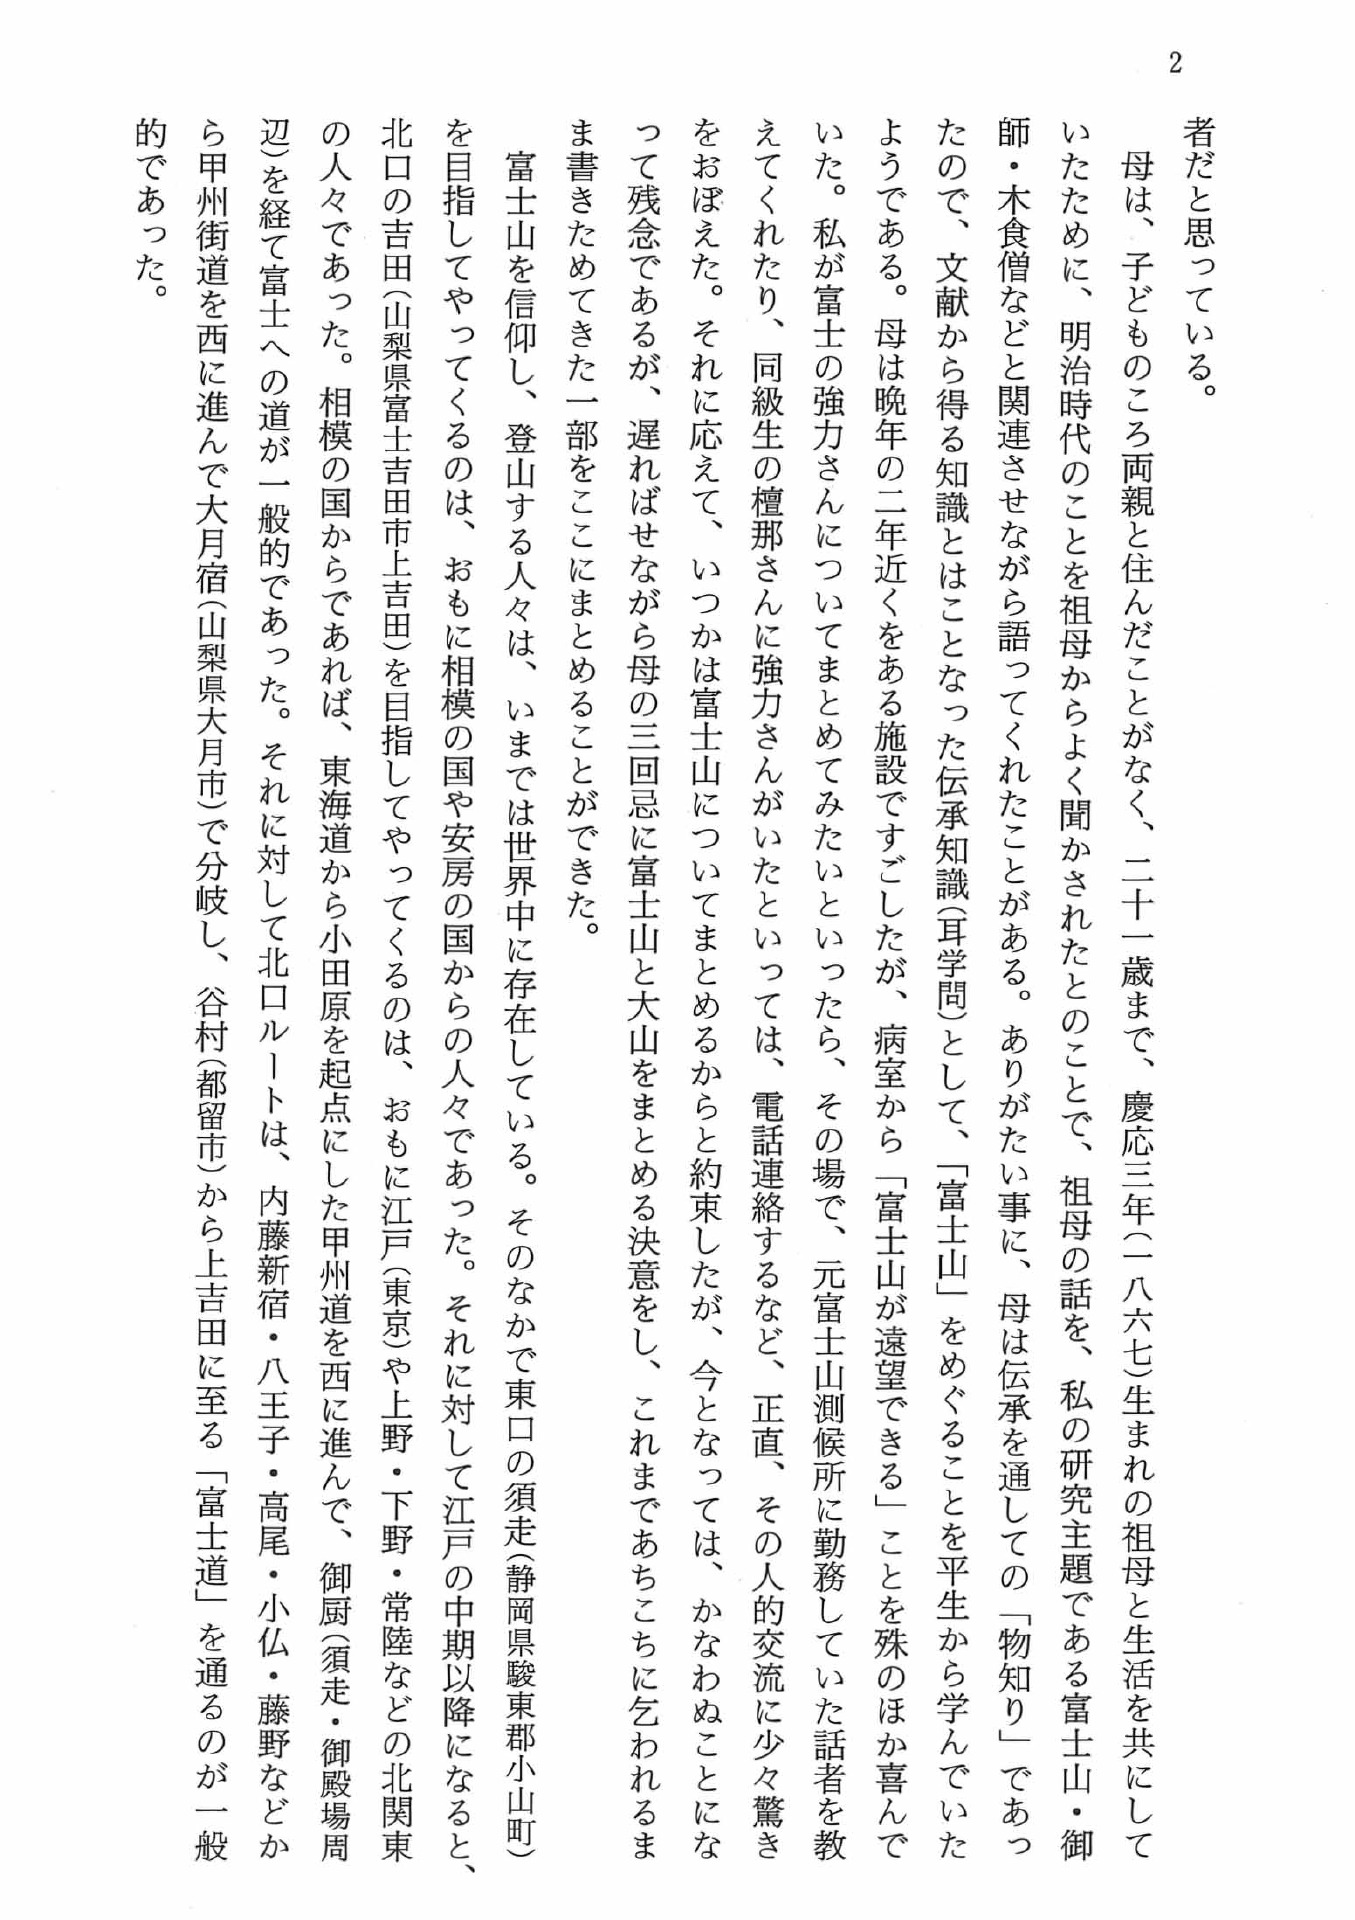 2
者だと思っている。
　母は、子どものころ両親と住んだことがなく、二十一歳まで、慶応三年(一八六七)生まれの祖母と生活を共にして
いたために、明治時代のことを祖母からよく聞かされたとのことで、祖母の話を、私の研究主題である富士山・御
師・木食僧などと関連させながら語ってくれたことがある。ありがたい事に、母は伝承を通しての「物知り」であっ
たので、文献から得る知識とはことなった伝承知識(耳学問)として、「富士山」をめぐることを平生から学んでいた
ようである。母は晩年の二年近くをある施設ですごしたが、病室から「富士山が遠望できる」ことを殊のほか喜んで
いた。私が富士の強力さんについてまとめてみたいといったら、その場で、元富士山測候所に勤務していた話者を教
えてくれたり、同級生の檀那さんに強力さんがいたといっては、電話連絡するなど、正直、その人的交流に少々驚き
をおぼえた。それに応えて、いつかは富士山についてまとめるからと約束したが、今となっては、かなわぬことにな
って残念であるが、遅ればせながら母の三回忌に富士山と大山をまとめる決意をし、これまであちこちに乞われるま
ま書きためてきた一部をここにまとめることができた。
　富士山を信仰し、登山する人々は、いまでは世界中に存在している。そのなかで東口の須走(静岡県駿東郡小山町)
を目指してやってくるのは、おもに相模の国や安房の国からの人々であった。それに対して江戸の中期以降になると、
北口の吉田(山梨県富士吉田市上吉田)を目指してやってくるのは、おもに江戸(東京)や上野・下野・常陸などの北関東
の人々であった。相模の国からであれば、東海道から小田原を起点にした甲州道を西に進んで、御厨(須走・御殿場周
辺)を経て富士への道が一般的であった。それに対して北口ルートは、内藤新宿・八王子・高尾・小仏・藤野などか
ら甲州街道を西に進んで大月宿(山梨県大月市)で分岐し、谷村(都留市)から上吉田に至る「富士道」を通るのが一般
的であった。